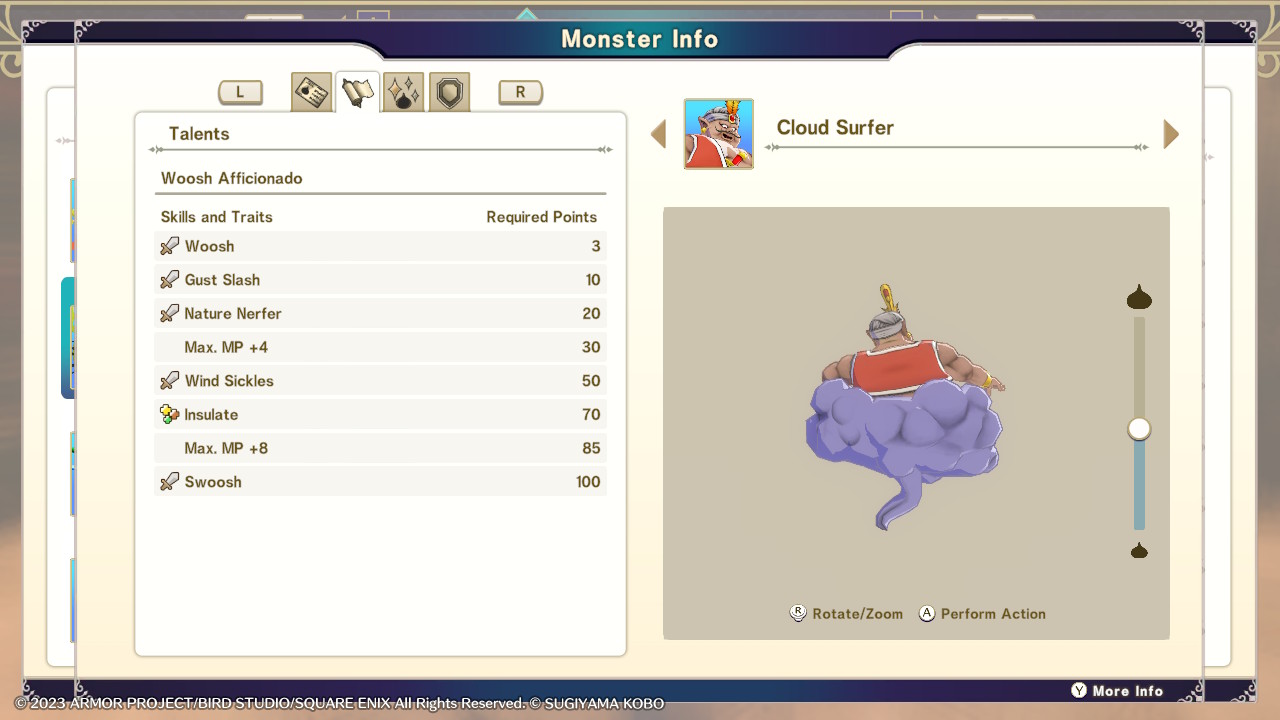 Monster Info
L
R
Talents
Woosh Afficionado
Skills and Traits Required Points
Woosh 3
Gust Slash 10
Nature Nerfer 20
Max. MP +4 30
Wind Sickles 50
Insulate 70
Max. MP +8 85
Swoosh 100
Cloud Surfer
R Rotate/Zoom A Perform Action
Y More Info
© 2023 ARMOR PROJECT/BIRD STUDIO/SQUARE ENIX All Rights Reserved. © SUGIYAMA KOBO